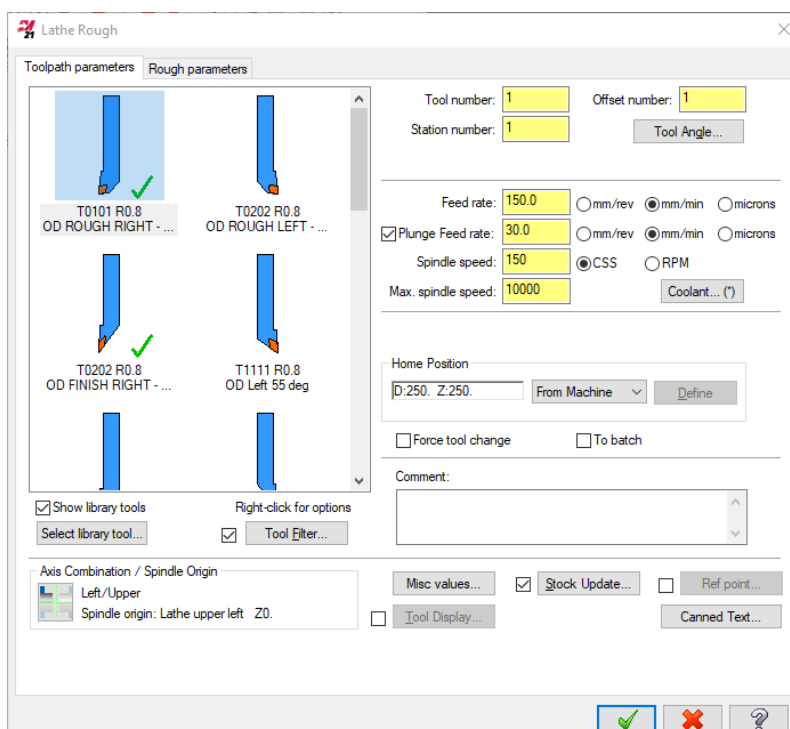 21 Lathe Rough
Toolpath parameters Rough parameters
T0101 R0.8
OD ROUGH RIGHT - ...
T0202 R0.8
OD ROUGH LEFT - ...
T0202 R0.8
OD FINISH RIGHT - ...
T1111 R0.8
OD Left 55 deg
Show library tools Right-click for options
Select library tool... Tool Filter...
Tool number: 1 Offset number: 1
Station number: 1 Tool Angle...
Feed rate: 150.0 mm/rev mm/min microns
Plunge Feed rate: 30.0 mm/rev mm/min microns
Spindle speed: 150 CSS RPM
Max. spindle speed: 10000 Coolant... (*)
Home Position
D:250. Z:250. From Machine Define
Force tool change To batch
Comment:
Axis Combination / Spindle Origin
Left/Upper
Spindle origin: Lathe upper left Z0.
Misc values... Stock Update... Ref point...
Tool Display... Canned Text...